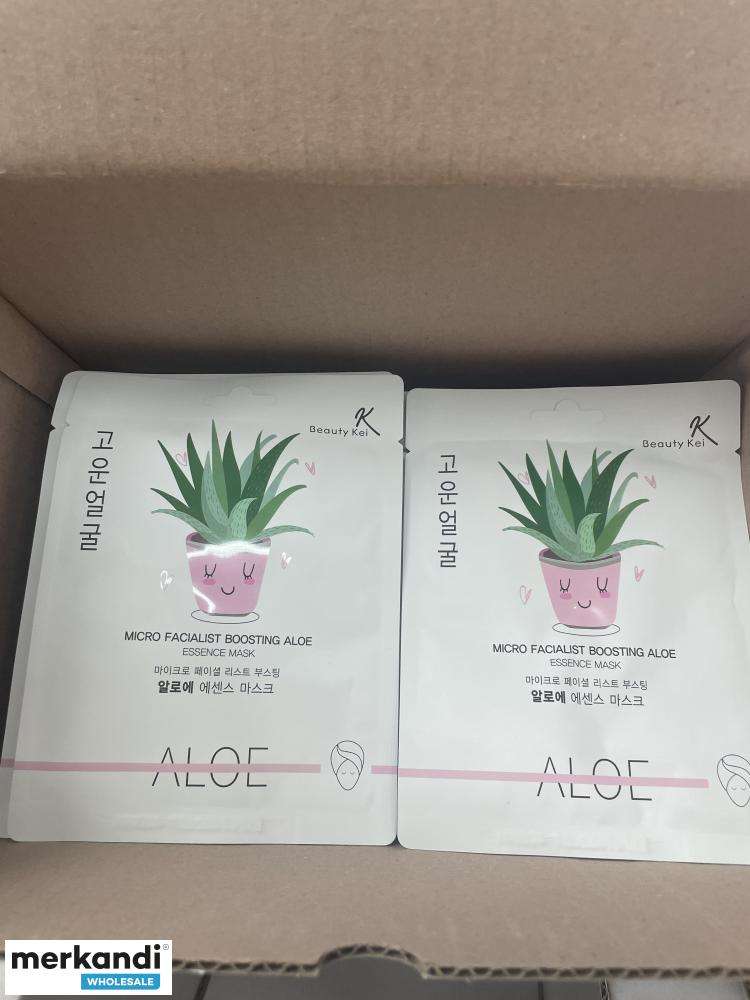 K
Beauty Kei
고운얼굴
MICRO FACIALIST BOOSTING ALOE
ESSENCE MASK
마이크로 페이셜 리스트 부스팅
알로에 에센스 마스크
ALOE
K
Beauty Kei
고운얼굴
MICRO FACIALIST BOOSTING ALOE
ESSENCE MASK
마이크로 페이셜 리스트 부스팅
알로에 에센스 마스크
ALOE
merkandi®
WHOLESALE